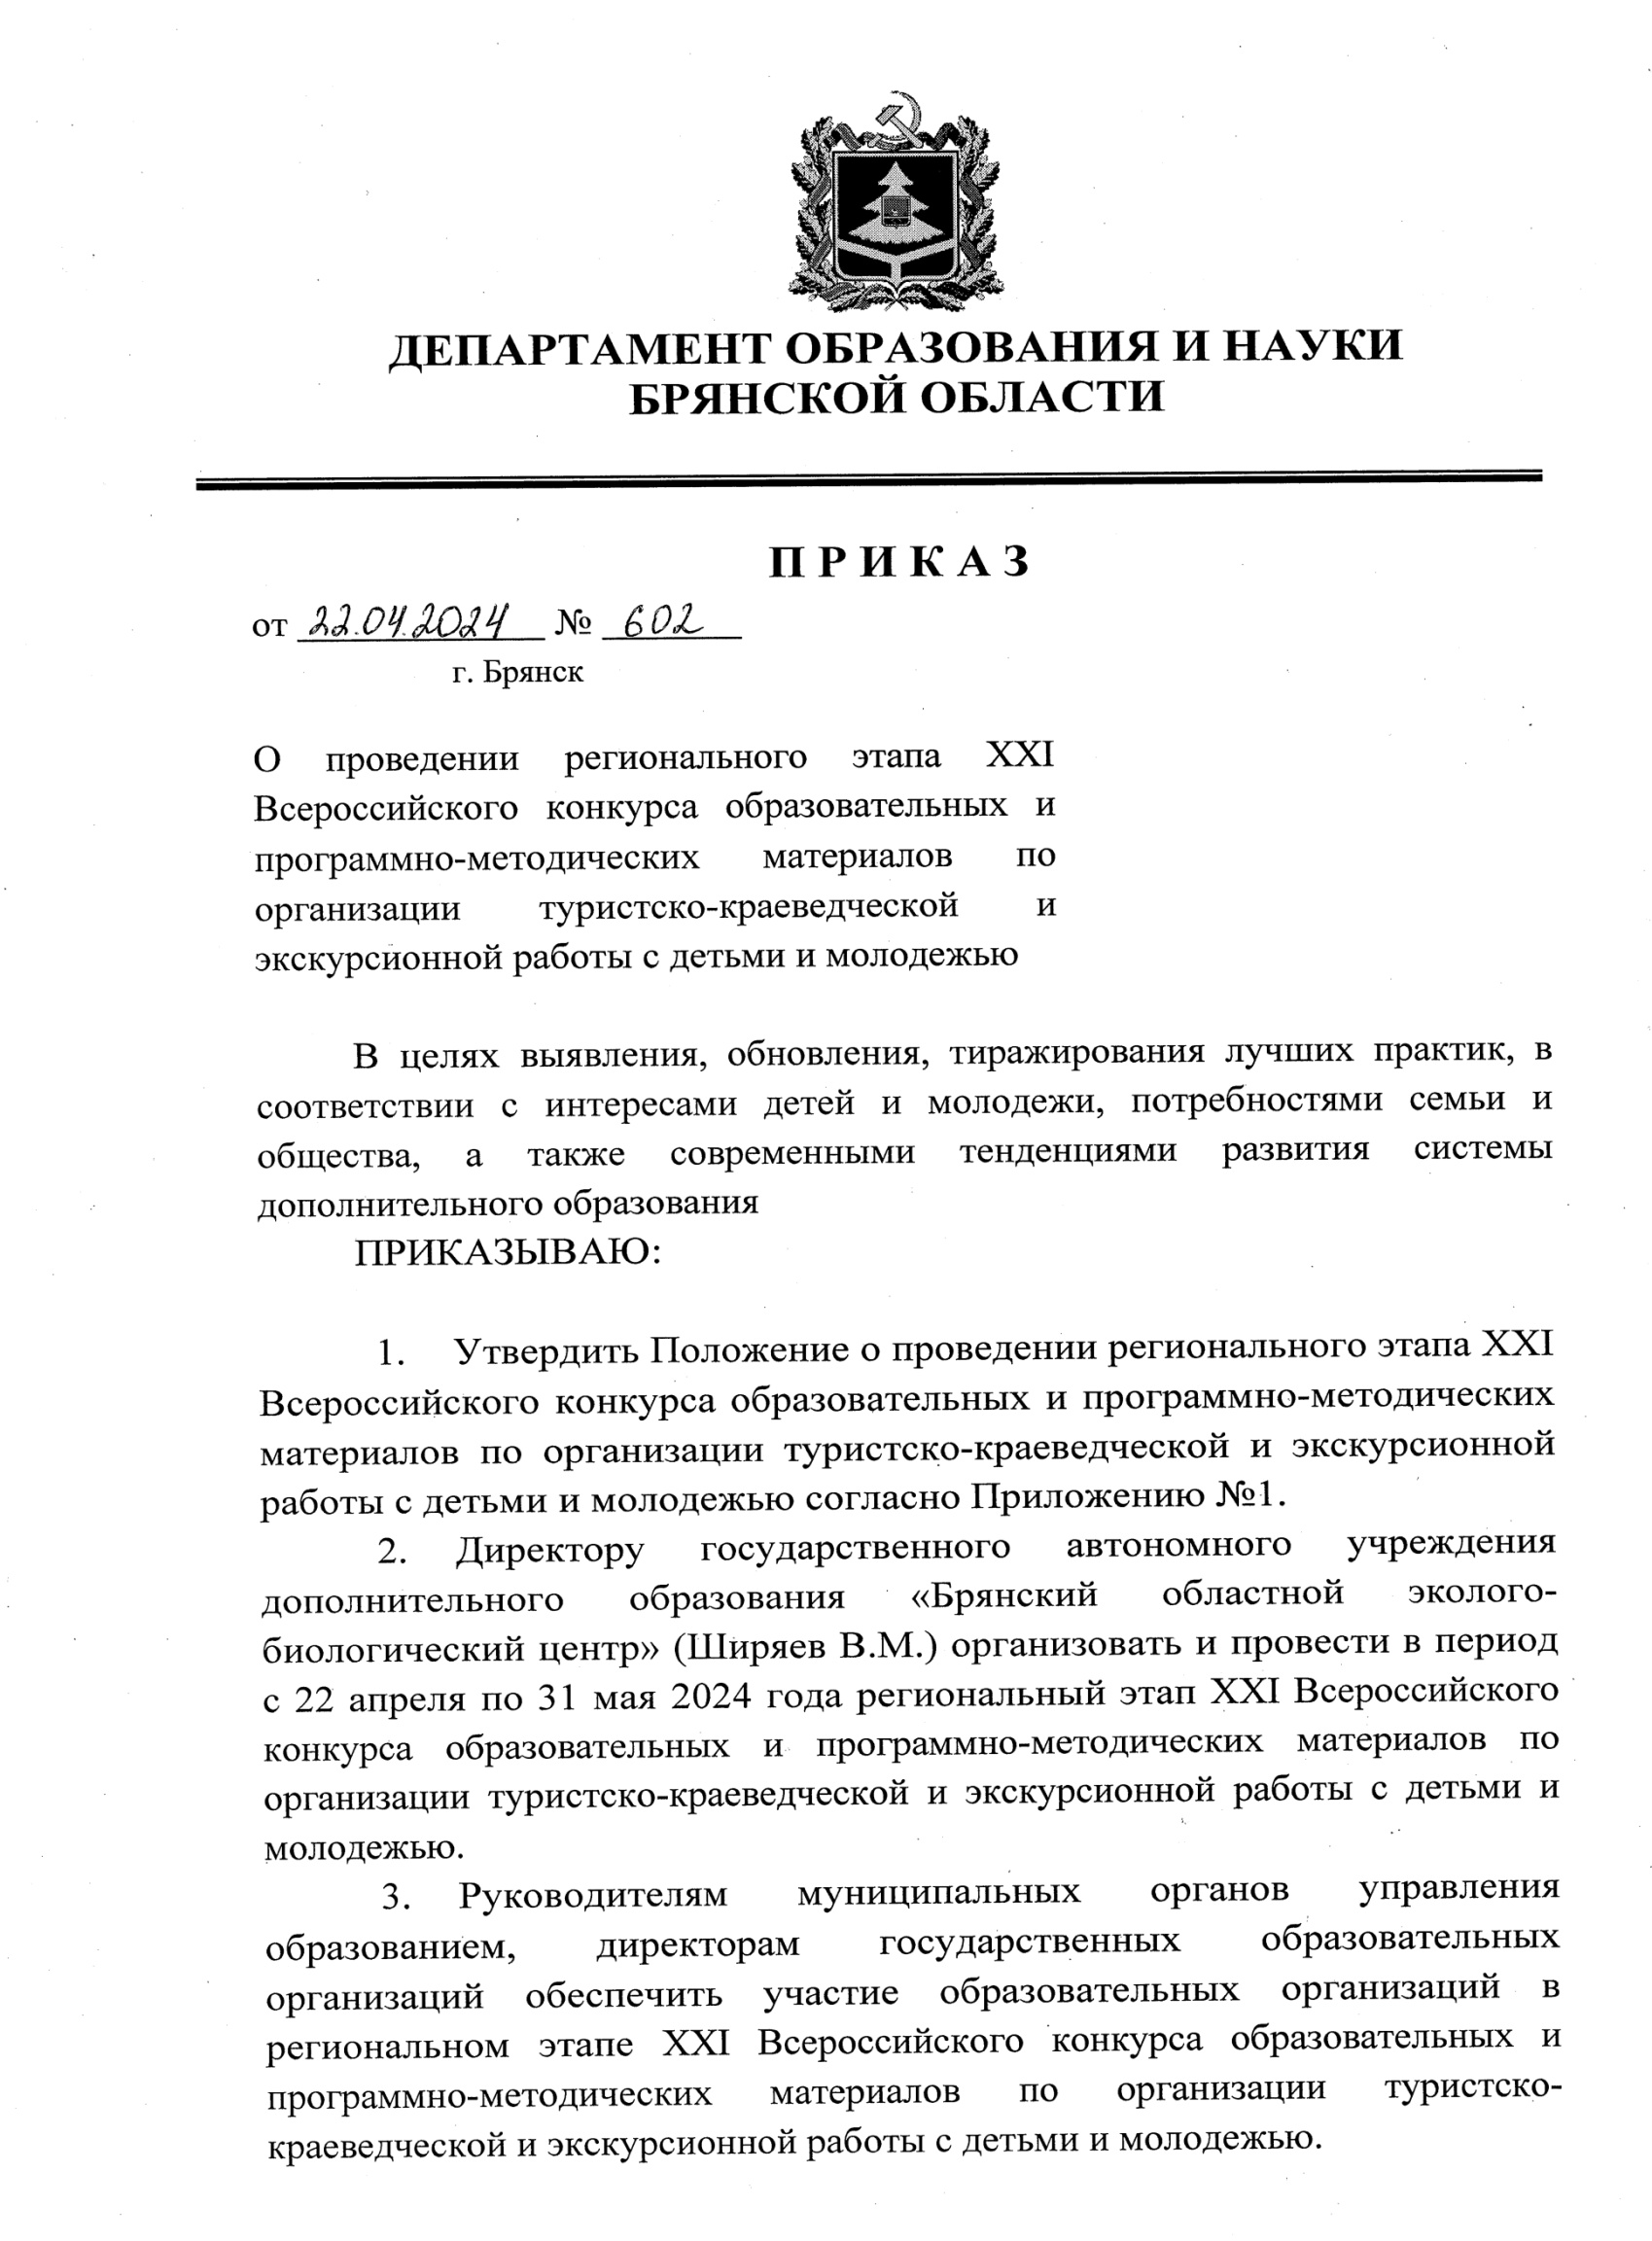 ДЕПАРТАМЕНТ ОБРАЗОВАНИЯ И НАУКИ
БРЯНСКОЙ ОБЛАСТИ
П Р И К А З
от 22.04.2024 № 602
г. Брянск
О проведении регионального этапа XXI
Всероссийского конкурса образовательных и
программно-методических материалов по
организации туристско-краеведческой и
экскурсионной работы с детьми и молодежью
В целях выявления, обновления, тиражирования лучших практик, в
соответствии с интересами детей и молодежи, потребностями семьи и
общества, а также современными тенденциями развития системы
дополнительного образования
ПРИКАЗЫВАЮ:
1. Утвердить Положение о проведении регионального этапа XXI
Всероссийского конкурса образовательных и программно-методических
материалов по организации туристско-краеведческой и экскурсионной
работы с детьми и молодежью согласно Приложению №1.
2. Директору государственного автономного учреждения
дополнительного образования «Брянский областной эколого-
биологический центр» (Ширяев В.М.) организовать и провести в период
с 22 апреля по 31 мая 2024 года региональный этап XXI Всероссийского
конкурса образовательных и программно-методических материалов по
организации туристско-краеведческой и экскурсионной работы с детьми и
молодежью.
3. Руководителям муниципальных органов управления
образованием, директорам государственных образовательных
организаций обеспечить участие образовательных организаций в
региональном этапе XXI Всероссийского конкурса образовательных и
программно-методических материалов по организации туристско-
краеведческой и экскурсионной работы с детьми и молодежью.